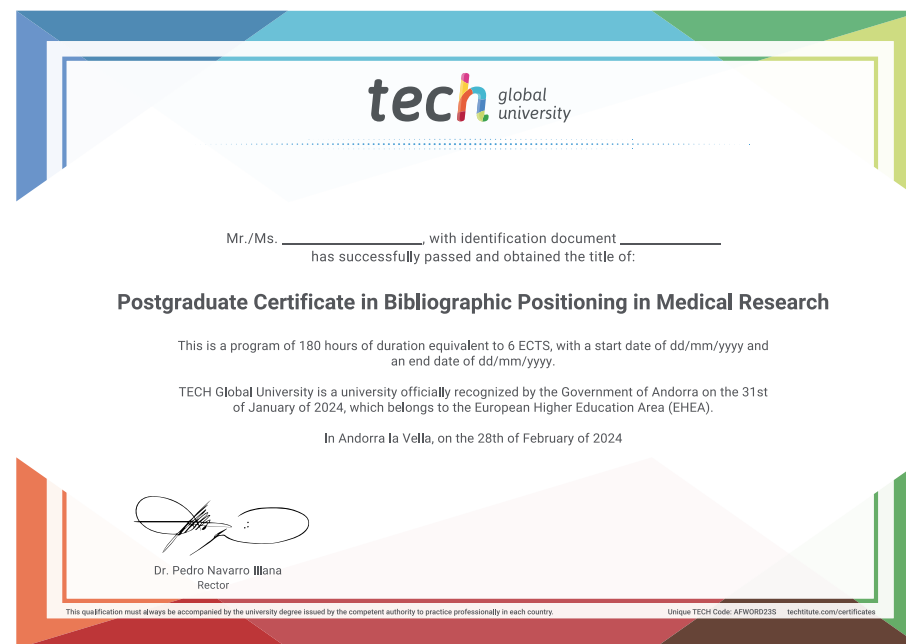 tech global
university
Mr./Ms. ____________, with identification document ____________
has successfully passed and obtained the title of:
Postgraduate Certificate in Bibliographic Positioning in Medical Research
This is a program of 180 hours of duration equivalent to 6 ECTS, with a start date of dd/mm/yyyy and
an end date of dd/mm/yyyy.
TECH Global University is a university officially recognized by the Government of Andorra on the 31st
of January of 2024, which belongs to the European Higher Education Area (EHEA).
In Andorra la Vella, on the 28th of February of 2024
Dr. Pedro Navarro Illana
Rector
This qualification must always be accompanied by the university degree issued by the competent authority to practice professionally in each country.
Unique TECH Code: AFWORD23S techtitute.com/certificates